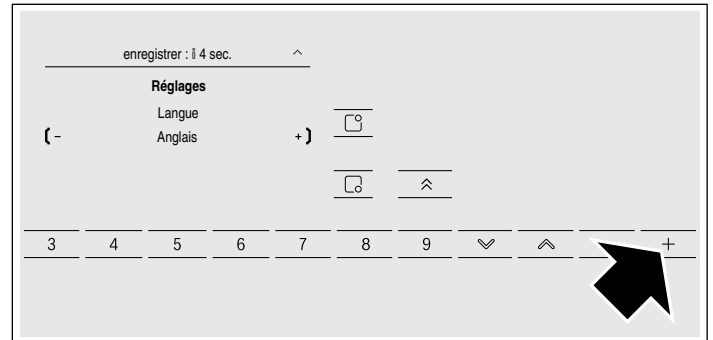 enregistrer : i 4 sec.
Réglages
Langue
- Anglais +
3 4 5 6 7 8 9 +